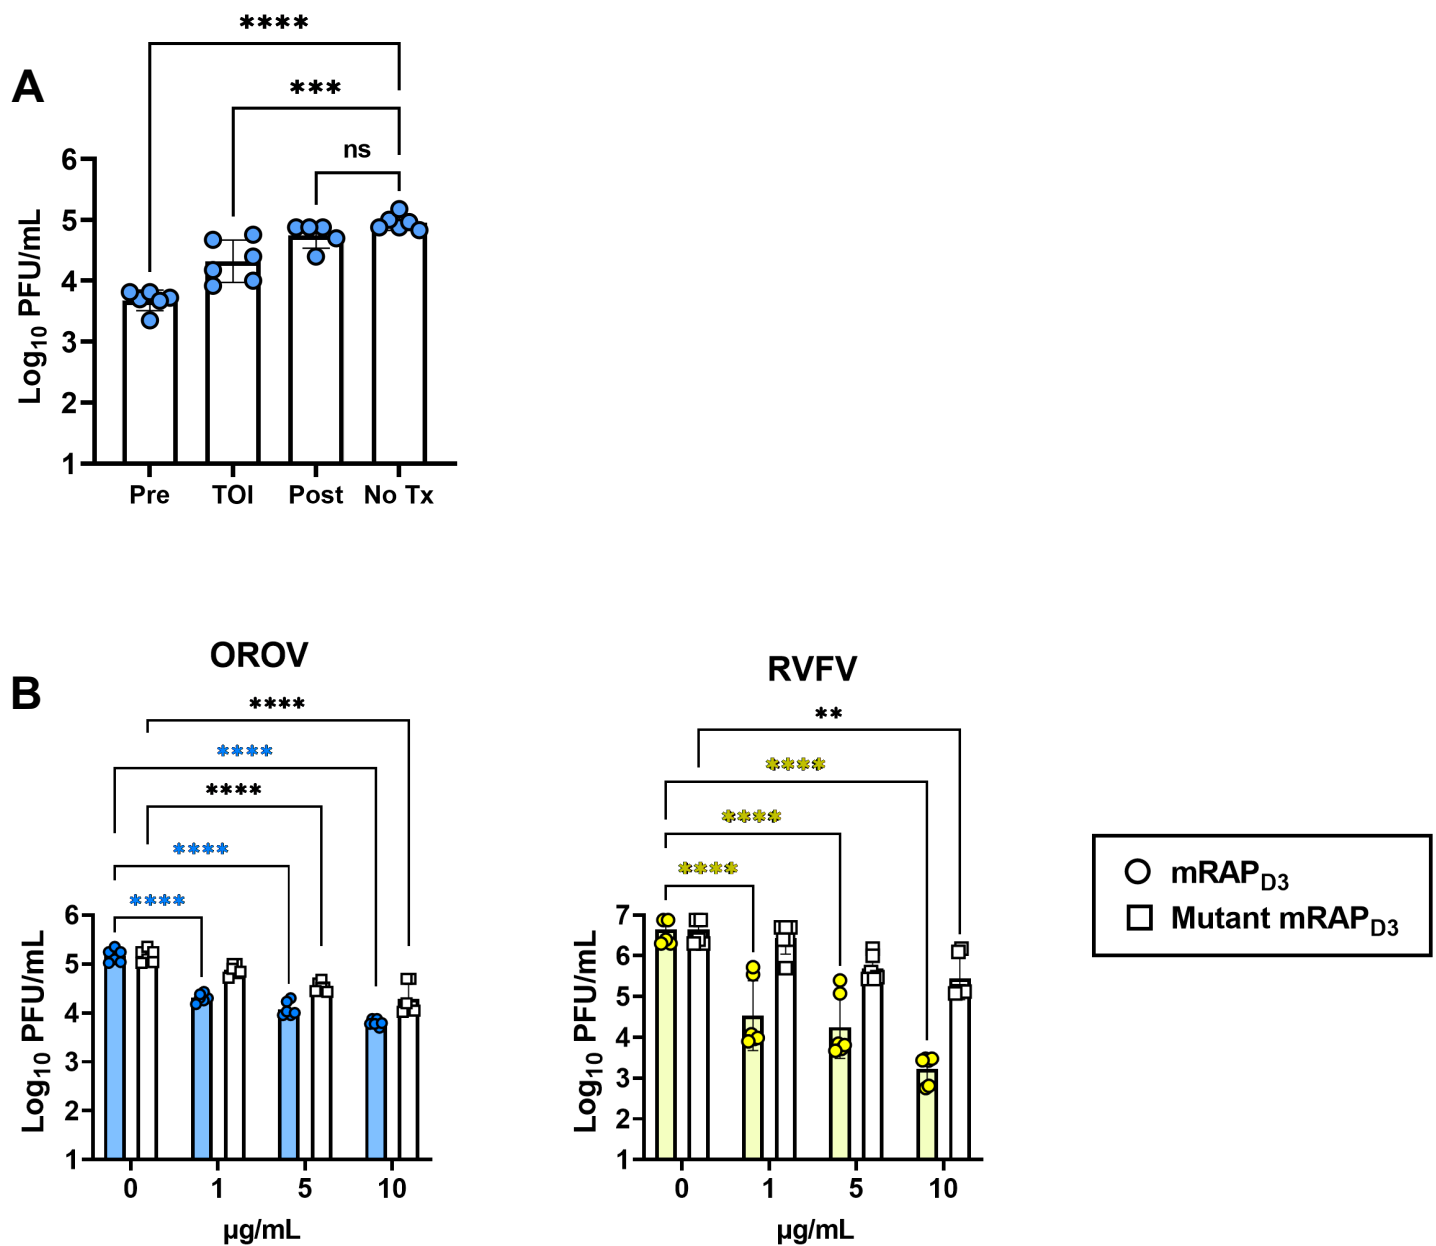 A
****
***
ns
6
5
4
3
2
1
Log10 PFU/mL
Pre TOI Post No Tx
B
OROV
****
****
****
****
****
6
5
4
3
2
1
Log10 PFU/mL
0 1 5 10
µg/mL
RVFV
**
****
****
****
7
6
5
4
3
2
1
Log10 PFU/mL
0 1 5 10
µg/mL
mRAPD3
Mutant mRAPD3